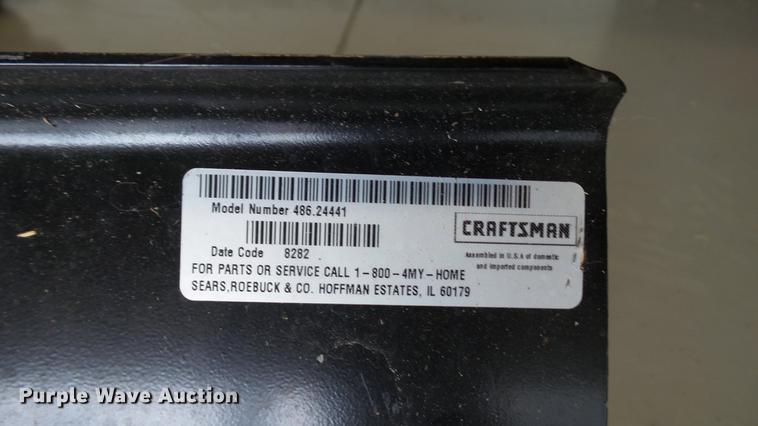 Model Number 486.24441
CRAFTSMAN
Date Code 8282
Assembled in U.S.A of domestic
and imported components
FOR PARTS OR SERVICE CALL 1-800-4MY-HOME
SEARS,ROEBUCK & CO. HOFFMAN ESTATES, IL 60179
Purple Wave Auction